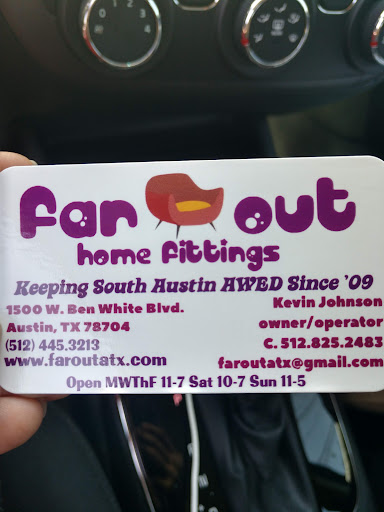 far out
home fittings
Keeping South Austin AWED Since '09
1500 W. Ben White Blvd.
Austin, TX 78704
(512) 445.3213
www.faroutatx.com
Kevin Johnson
owner/operator
C. 512.825.2483
faroutatx@gmail.com
Open MWThF 11-7 Sat 10-7 Sun 11-5